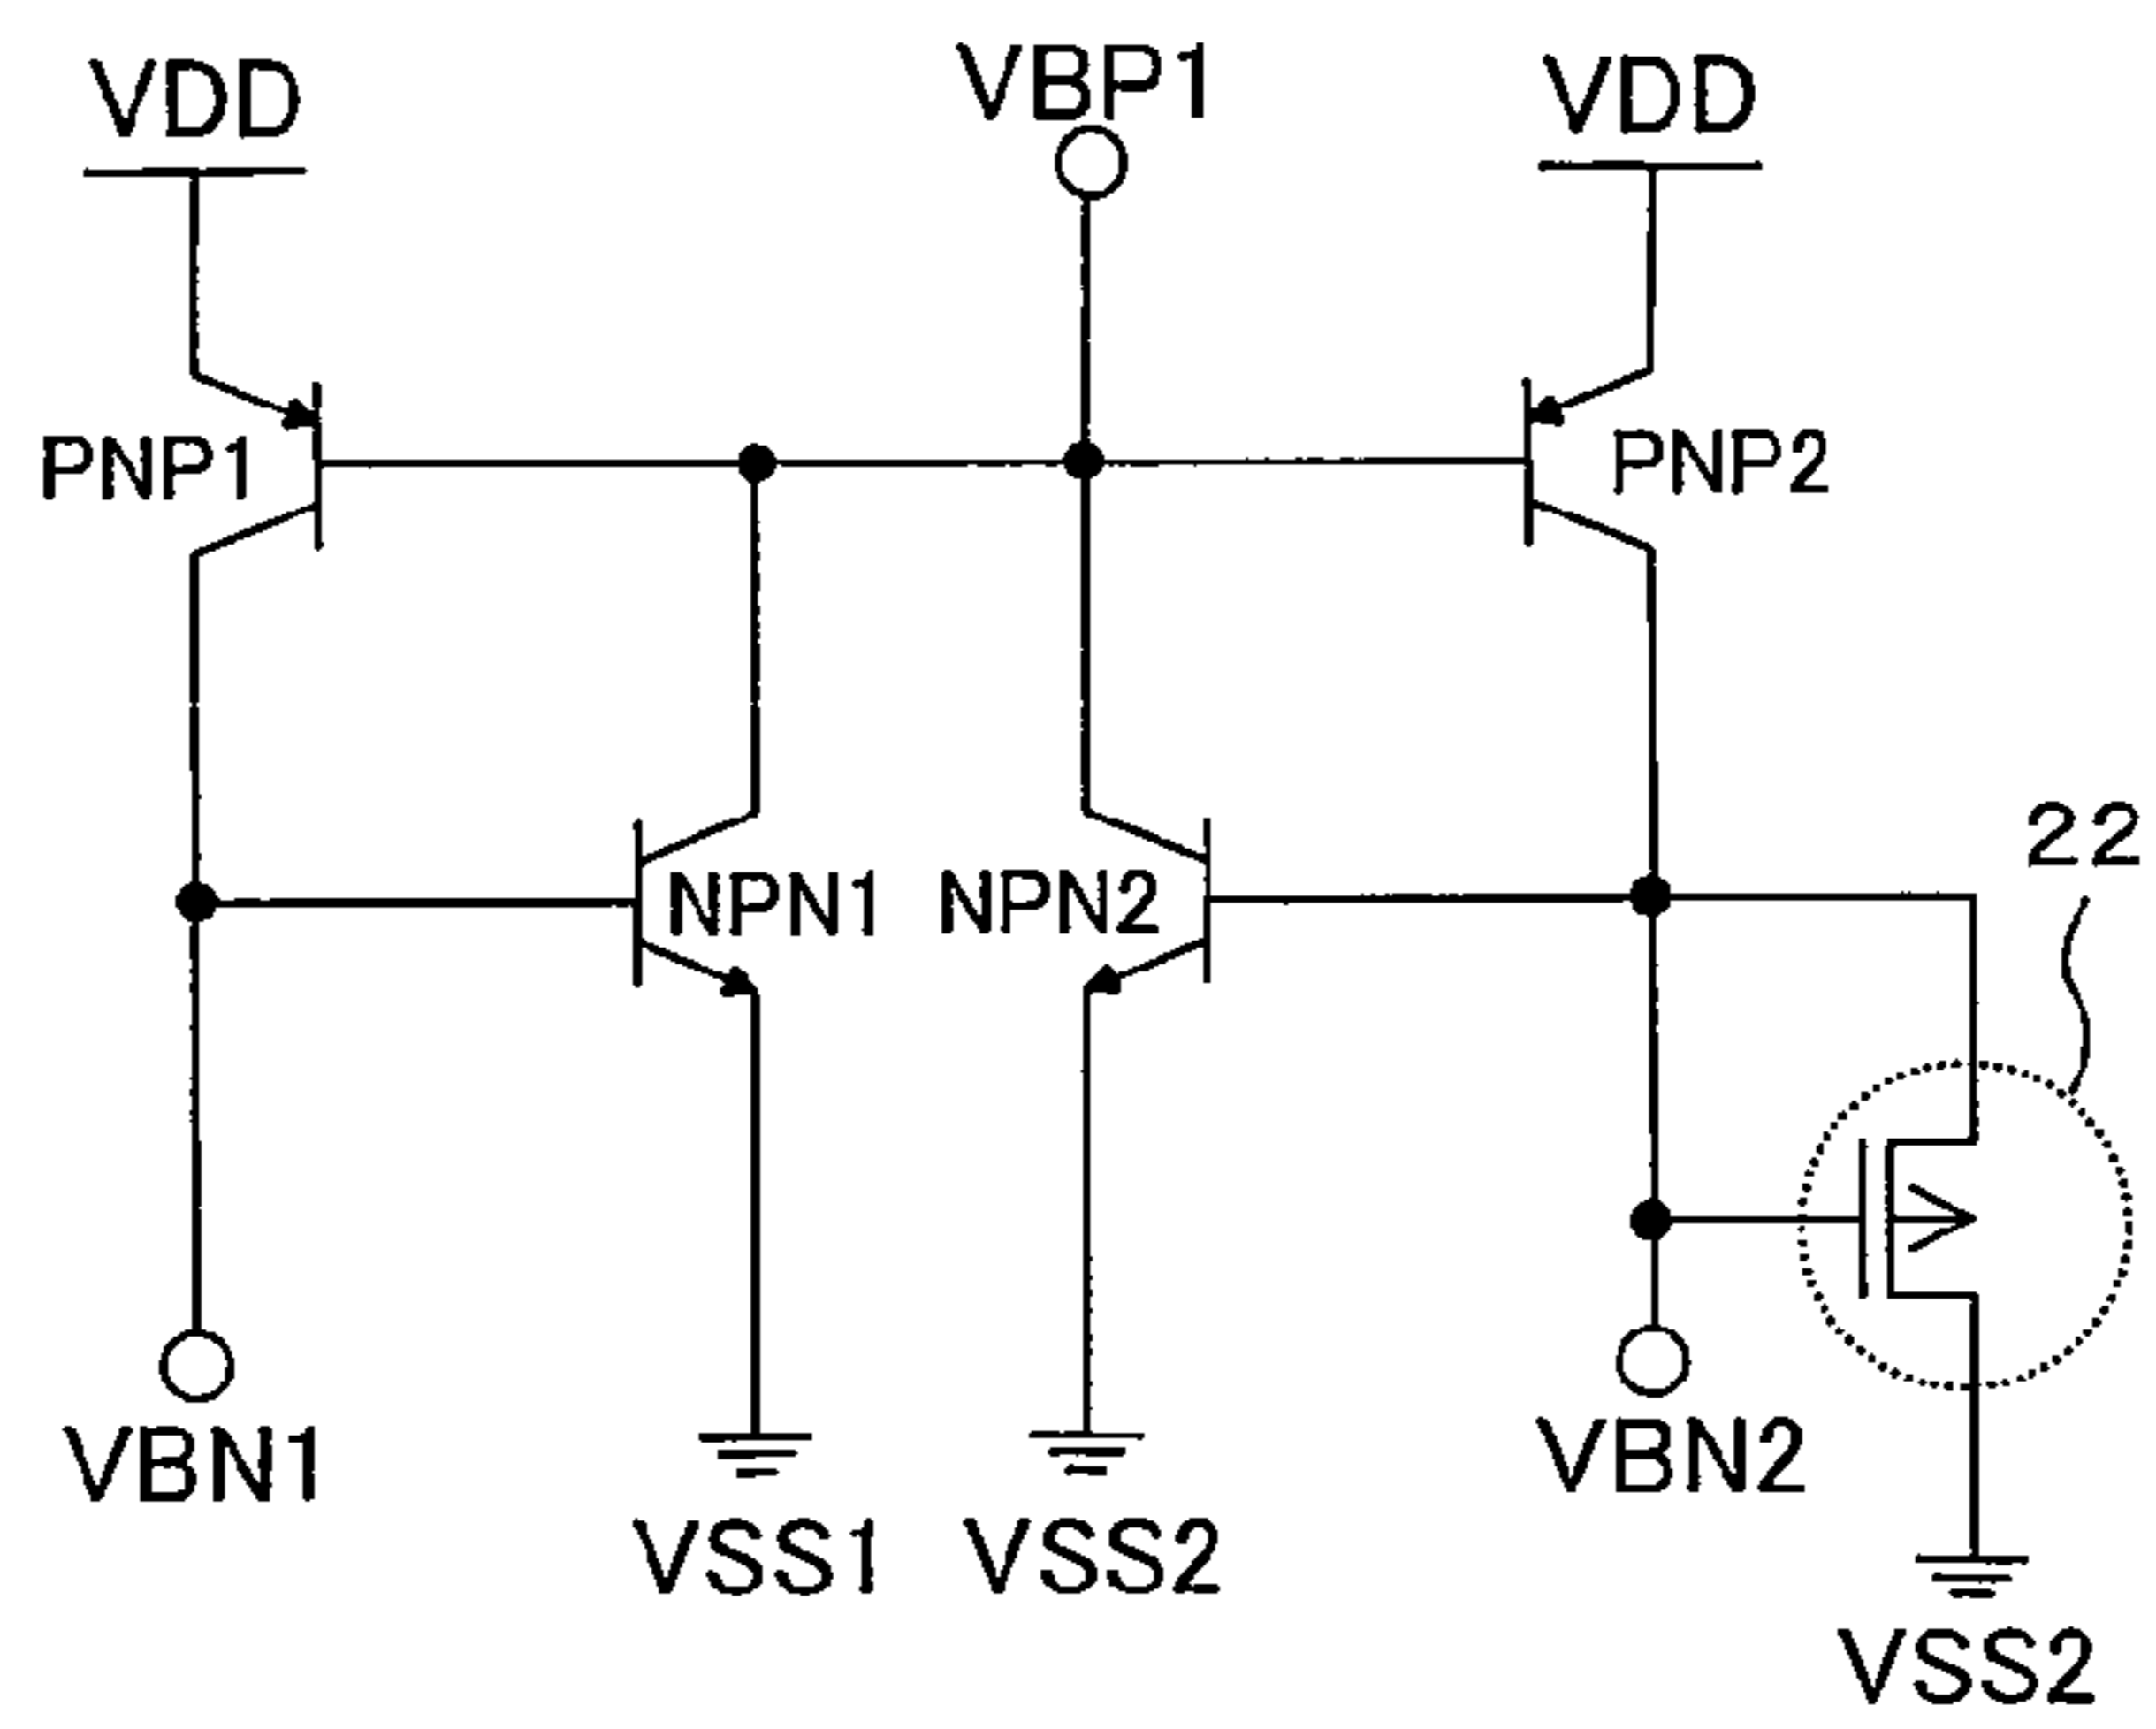 VDD
VBP1
VDD
PNP1
PNP2
22
NPN1
NPN2
VBN1
VBN2
VSS1
VSS2
VSS2